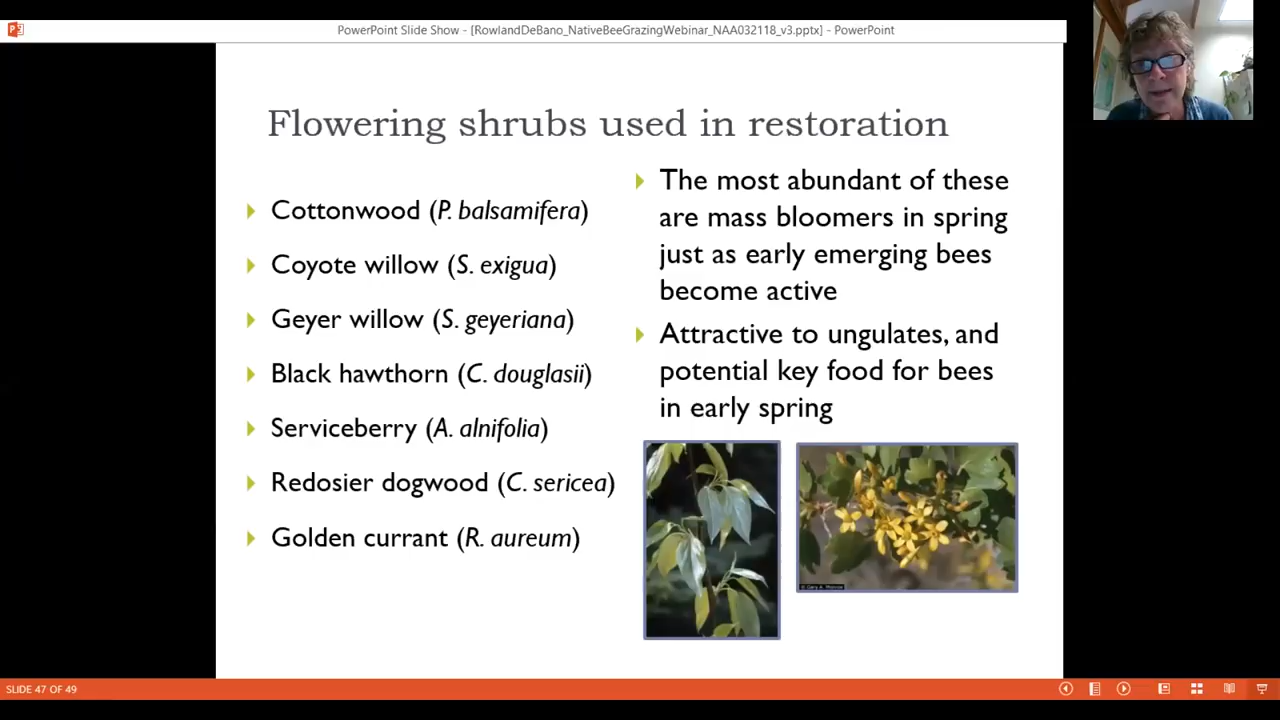 PowerPoint Slide Show - [RowlandDeBano_NativeBeeGrazingWebinar_NAA032118_v3.pptx] - PowerPoint
Flowering shrubs used in restoration
Cottonwood (P. balsamifera)
Coyote willow (S. exigua)
Geyer willow (S. geyeriana)
Black hawthorn (C. douglasii)
Serviceberry (A. alnifolia)
Redosier dogwood (C. sericea)
Golden currant (R. aureum)
The most abundant of these
are mass bloomers in spring
just as early emerging bees
become active
Attractive to ungulates, and
potential key food for bees
in early spring
SLIDE 47 OF 49